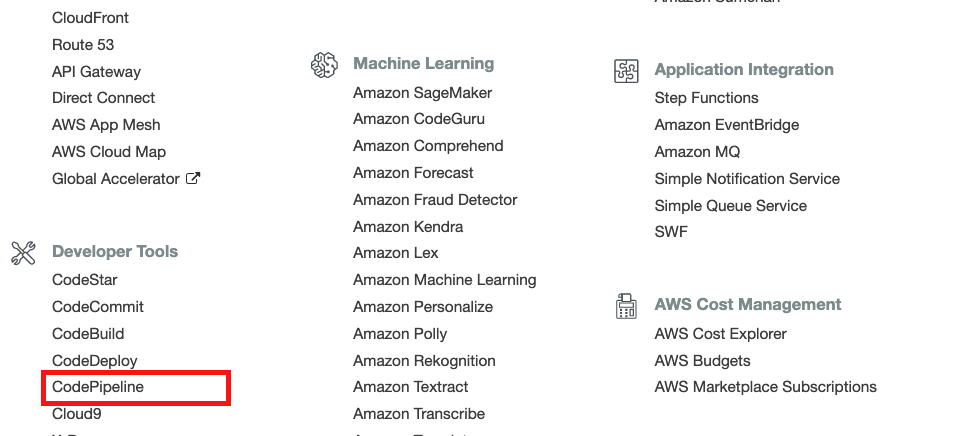 CloudFront
Route 53
API Gateway
Direct Connect
AWS App Mesh
AWS Cloud Map
Global Accelerator
Developer Tools
CodeStar
CodeCommit
CodeBuild
CodeDeploy
CodePipeline
Cloud9
Machine Learning
Amazon SageMaker
Amazon CodeGuru
Amazon Comprehend
Amazon Forecast
Amazon Fraud Detector
Amazon Kendra
Amazon Lex
Amazon Machine Learning
Amazon Personalize
Amazon Polly
Amazon Rekognition
Amazon Textract
Amazon Transcribe
Application Integration
Step Functions
Amazon EventBridge
Amazon MQ
Simple Notification Service
Simple Queue Service
SWF
AWS Cost Management
AWS Cost Explorer
AWS Budgets
AWS Marketplace Subscriptions